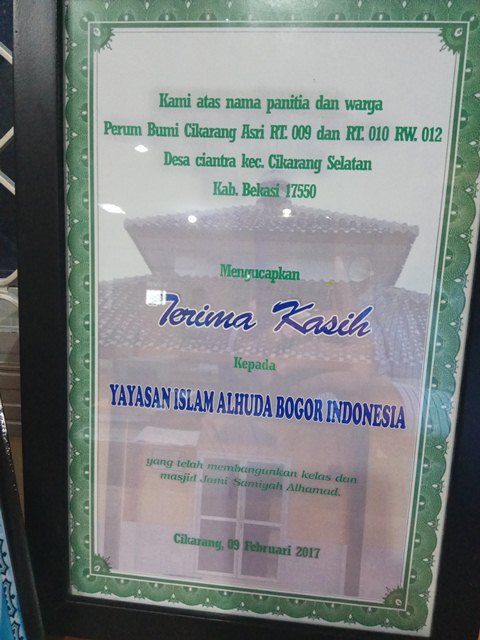 Kami atas nama panitia dan warga
Perum Bumi Cikarang Asri RT. 009 dan RT. 010 RW. 012
Desa ciantra kec. Cikarang Selatan
Kab. Bekasi 17550
Mengucapkan
Terima Kasih
Kepada
YAYASAN ISLAM ALHUDA BOGOR INDONESIA
yang telah membangunkan kelas dan
masjid Jami Samiyah Alhamad.
Cikarang, 09 Februari 2017